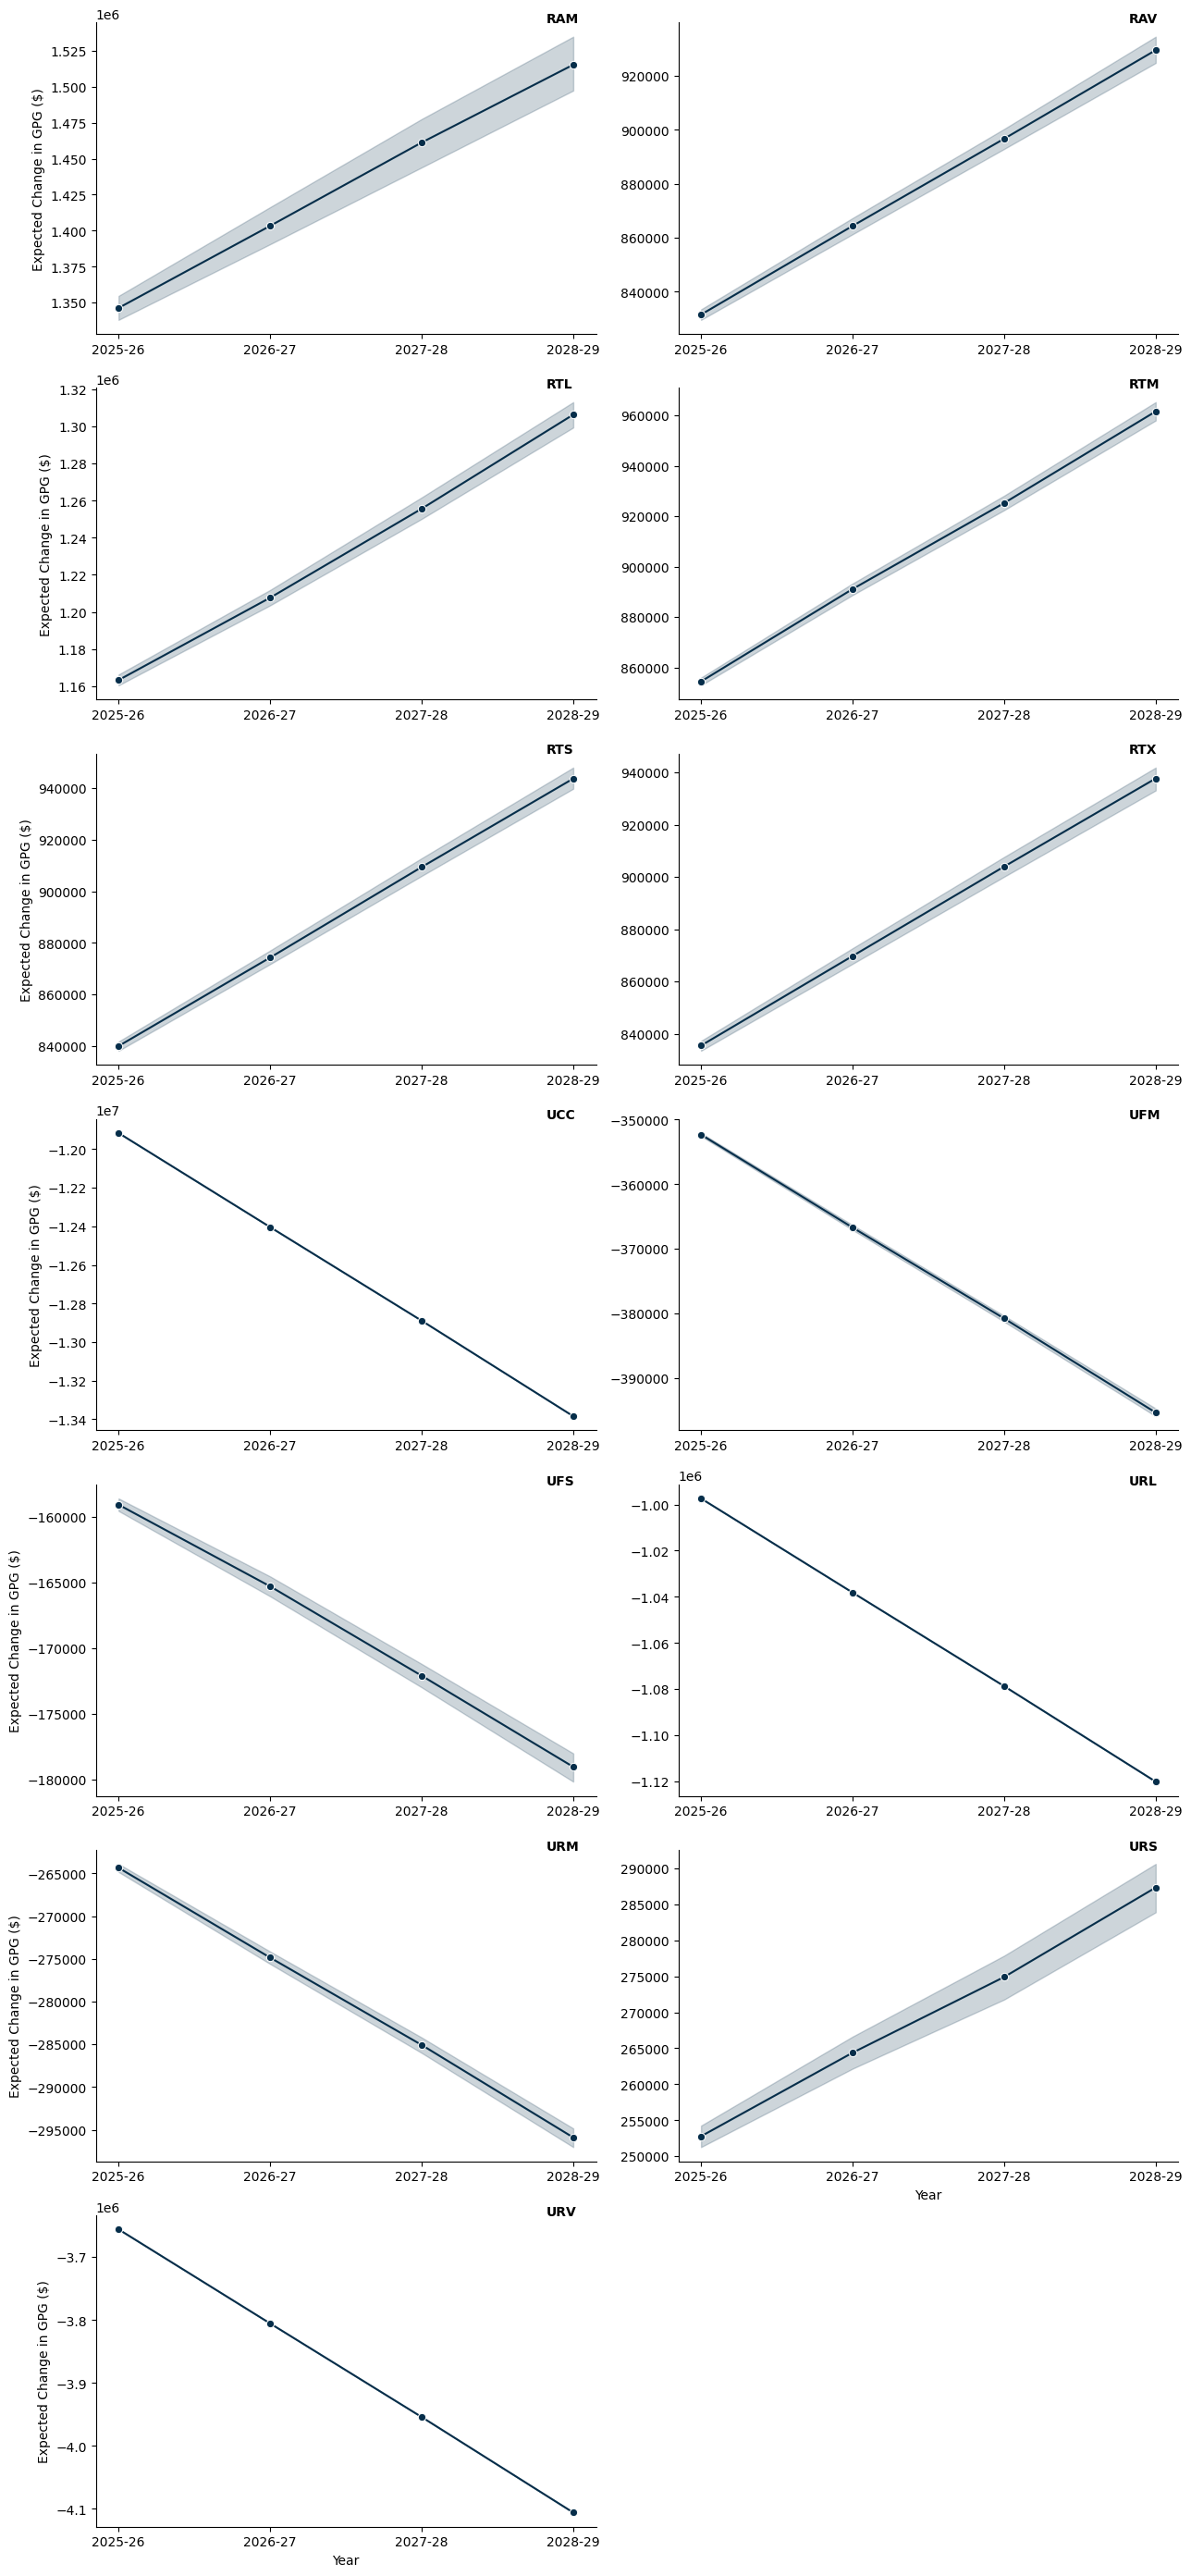 1e6
RAM
Expected Change in GPG ($)
1.525
1.500
1.475
1.450
1.425
1.400
1.375
1.350
2025-26 2026-27 2027-28 2028-29
RAV
920000
900000
880000
860000
840000
2025-26 2026-27 2027-28 2028-29
1e6
RTL
Expected Change in GPG ($)
1.32
1.30
1.28
1.26
1.24
1.22
1.20
1.18
1.16
2025-26 2026-27 2027-28 2028-29
RTM
960000
940000
920000
900000
880000
860000
2025-26 2026-27 2027-28 2028-29
RTS
Expected Change in GPG ($)
940000
920000
900000
880000
860000
840000
2025-26 2026-27 2027-28 2028-29
RTX
940000
920000
900000
880000
860000
840000
2025-26 2026-27 2027-28 2028-29
1e7
UCC
Expected Change in GPG ($)
−1.20
−1.22
−1.24
−1.26
−1.28
−1.30
−1.32
−1.34
2025-26 2026-27 2027-28 2028-29
UFM
−350000
−360000
−370000
−380000
−390000
2025-26 2026-27 2027-28 2028-29
UFS
Expected Change in GPG ($)
−160000
−165000
−170000
−175000
−180000
2025-26 2026-27 2027-28 2028-29
1e6
URL
−1.00
−1.02
−1.04
−1.06
−1.08
−1.10
−1.12
2025-26 2026-27 2027-28 2028-29
URM
Expected Change in GPG ($)
−265000
−270000
−275000
−280000
−285000
−290000
−295000
2025-26 2026-27 2027-28 2028-29
URS
290000
285000
280000
275000
270000
265000
260000
255000
250000
2025-26 2026-27 2027-28 2028-29
Year
1e6
URV
Expected Change in GPG ($)
−3.7
−3.8
−3.9
−4.0
−4.1
2025-26 2026-27 2027-28 2028-29
Year